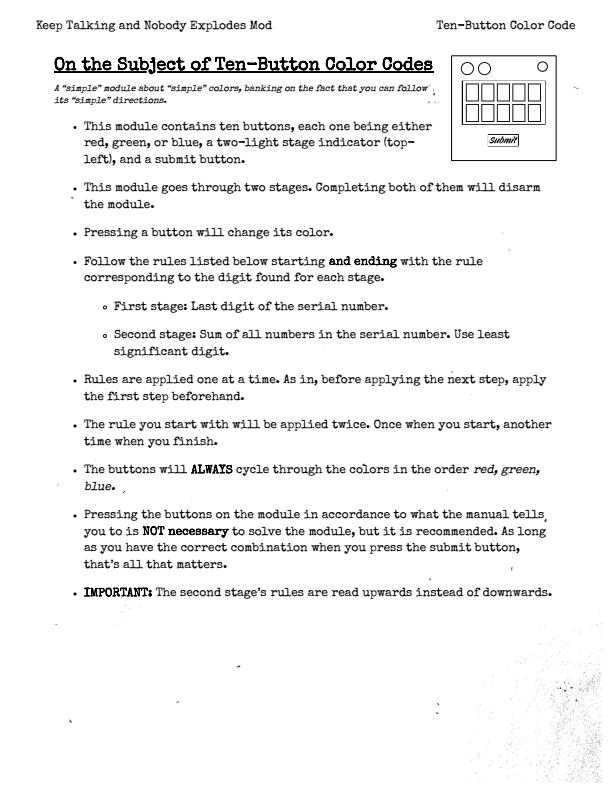 Keep Talking and Nobody Explodes Mod
Ten-Button Color Code
On the Subject of Ten-Button Color Codes
A “simple” module about “simple” colors, banking on the fact that you can follow
its “simple” directions.
Submit
• This module contains ten buttons, each one being either
red, green, or blue, a two-light stage indicator (top-
left), and a submit button.
• This module goes through two stages. Completing both of them will disarm
the module.
• Pressing a button will change its color.
• Follow the rules listed below starting and ending with the rule
corresponding to the digit found for each stage.
◦ First stage: Last digit of the serial number.
◦ Second stage: Sum of all numbers in the serial number. Use least
significant digit.
• Rules are applied one at a time. As in, before applying the next step, apply
the first step beforehand.
• The rule you start with will be applied twice. Once when you start, another
time when you finish.
• The buttons will ALWAYS cycle through the colors in the order red, green,
blue.
• Pressing the buttons on the module in accordance to what the manual tells
you to is NOT necessary to solve the module, but it is recommended. As long
as you have the correct combination when you press the submit button,
that’s all that matters.
• IMPORTANT: The second stage’s rules are read upwards instead of downwards.